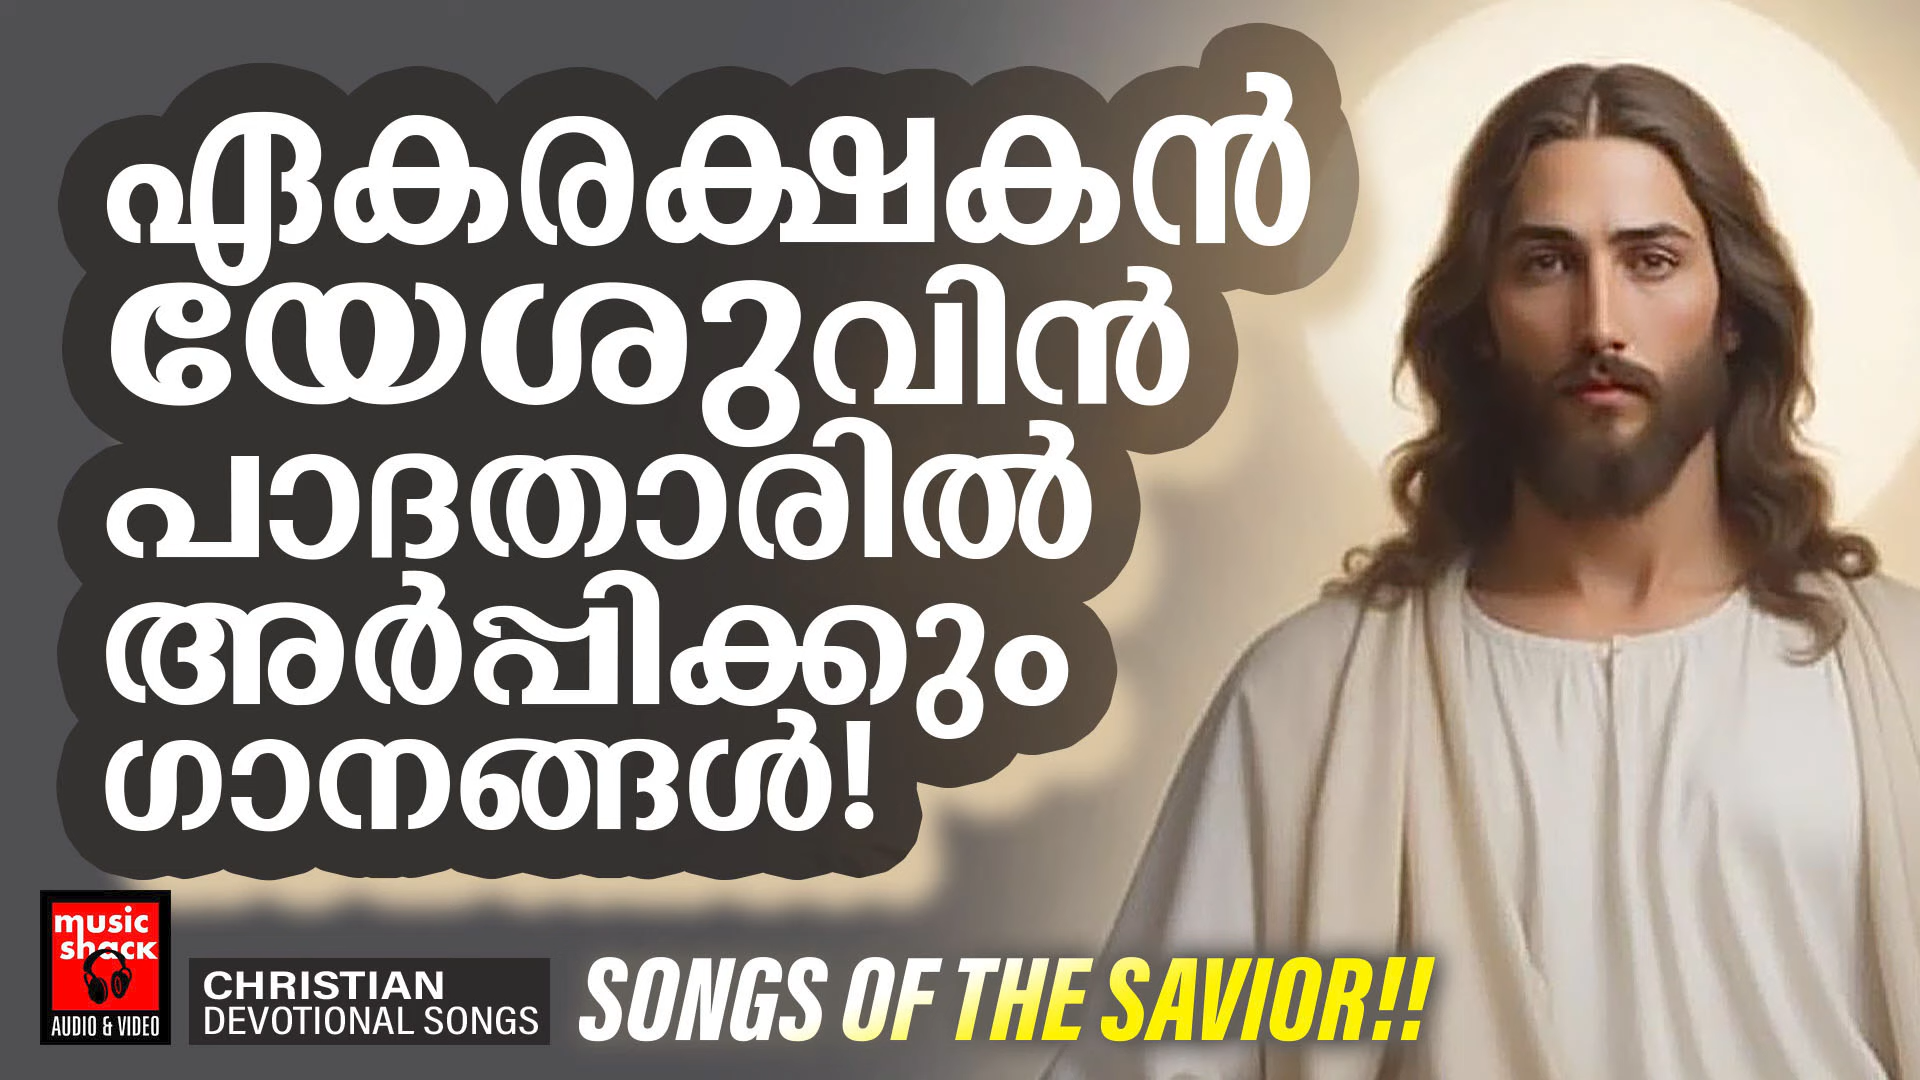 ഏകരക്ഷകൻ
യേശുവിൻ
പാദതാരിൽ
അർപ്പിക്കും
ഗാനങ്ങൾ!
music
shack
AUDIO & VIDEO
CHRISTIAN
DEVOTIONAL SONGS
SONGS OF THE SAVIOR!!